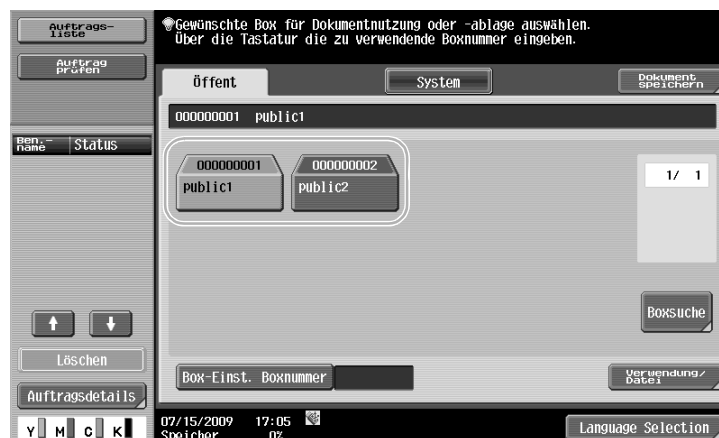 Auftrags-
liste
Auftrag
prüfen
Ben.-
name
Status
Löschen
Auftragsdetails
Y M C K
Gewünschte Box für Dokumentnutzung oder -ablage auswählen.
Über die Tastatur die zu verwendende Boxnummer eingeben.
Öffent
System
Dokument
speichern
000000001 public1
000000001
public1
000000002
public2
1/ 1
Boxsuche
Box-Einst. Boxnummer
Verwendung/
Datei
07/15/2009 17:05
Speicher 0%
Language Selection